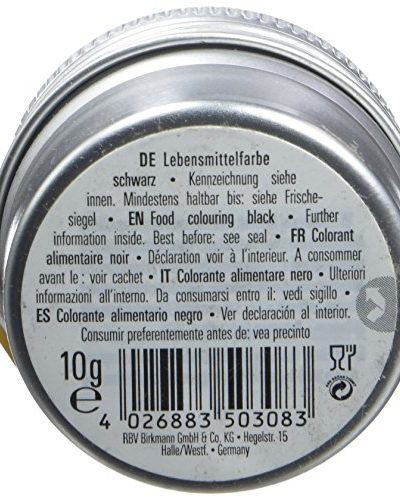 DE Lebensmittelfarbe
schwarz • Kennzeichnung siehe
innen. Mindestens haltbar bis: siehe Frische-
siegel • EN Food colouring black • Further
information inside. Best before: see seal • FR Colorant
alimentaire noir • Déclaration voir à l'interieur. A consommer
avant le : voir cachet • IT Colorante alimentare nero • Ulteriori
informazioni all'interno. Da consumarsi entro il: vedi sigillo •
ES Colorante alimentario negro • Ver declaración al interior.
Consumir preferentemente antes de: vea precinto
10g
e
4 026883 503083
RBV Birkmann GmbH & Co. KG • Hegelstr. 15
Halle/Westf. • Germany